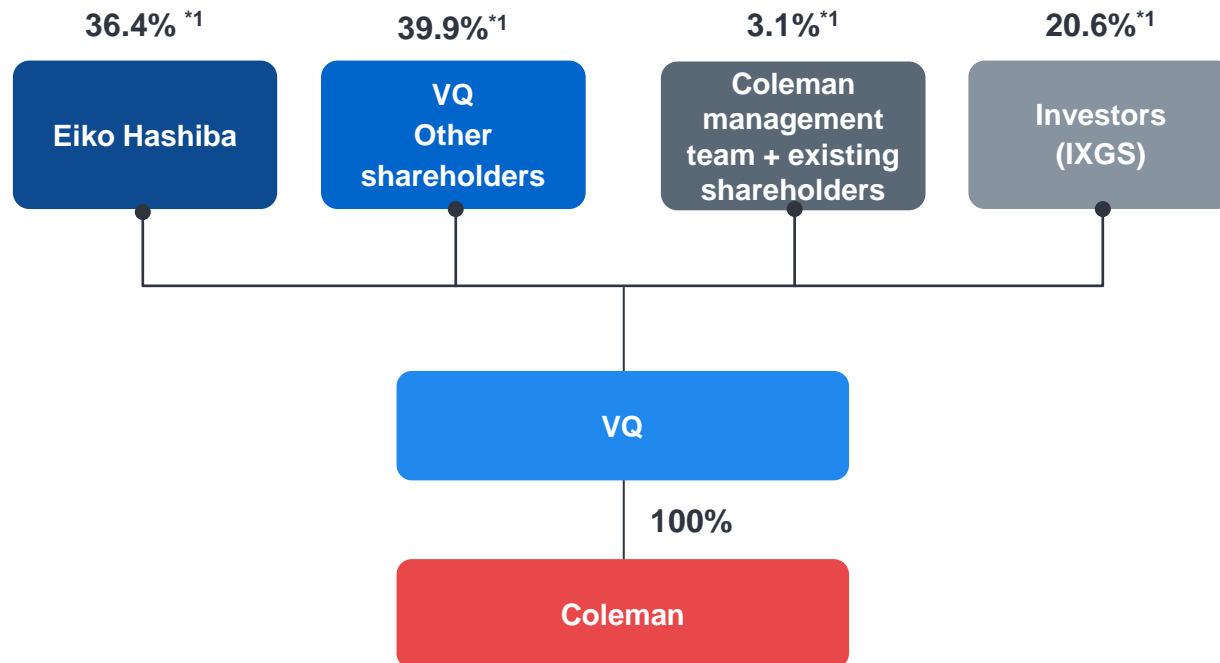 36.4% *1
39.9%*1
3.1%*1
20.6%*1
Eiko Hashiba
VQ
Other
shareholders
Coleman
management
team + existing
shareholders
Investors
(IXGS)
VQ
100%
Coleman